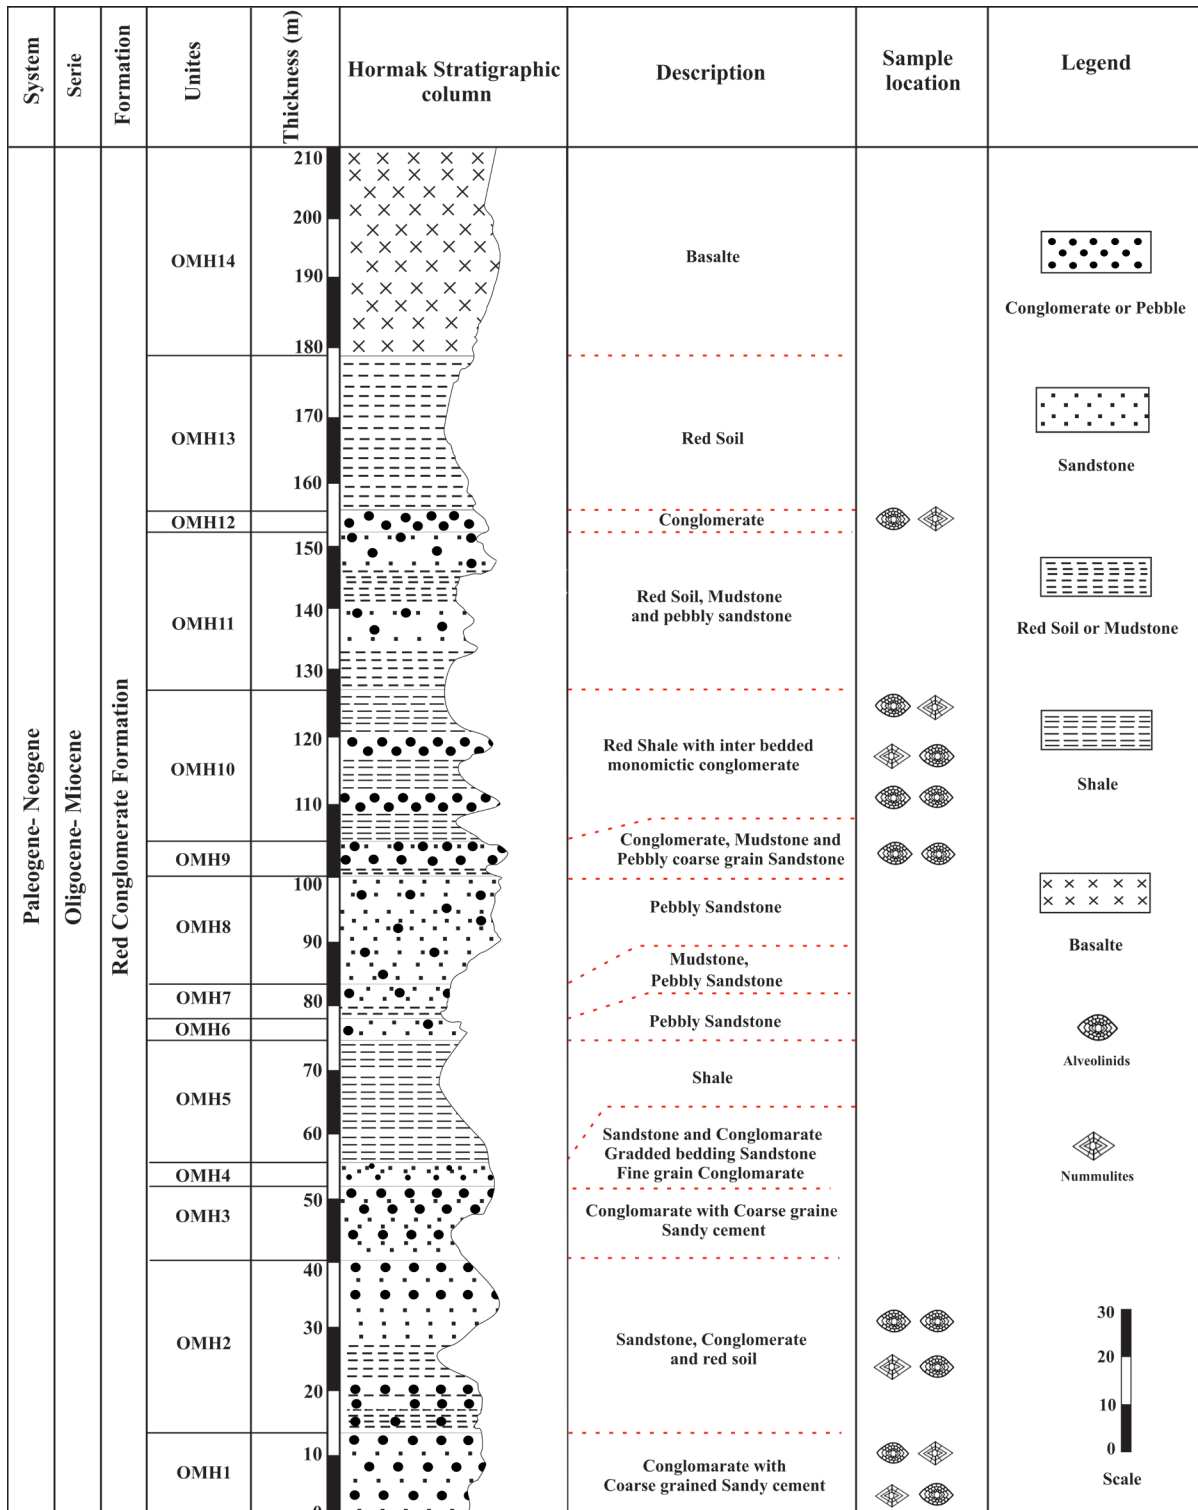 System
Serie
Formation
Unites
Thickness (m)
Hormak Stratigraphic
column
Description
Sample
location
Legend
Paleogene- Neogene
Oligocene- Miocene
Red Conglomerate Formation
OMH14
OMH13
OMH12
OMH11
OMH10
OMH9
OMH8
OMH7
OMH6
OMH5
OMH4
OMH3
OMH2
OMH1
210
200
190
180
170
160
150
140
130
120
110
100
90
80
70
60
50
40
30
20
10
0
Basalte
Red Soil
Conglomerate
Red Soil, Mudstone
and pebbly sandstone
Red Shale with inter bedded
monomictic conglomerate
Conglomerate, Mudstone and
Pebbly coarse grain Sandstone
Pebbly Sandstone
Mudstone,
Pebbly Sandstone
Pebbly Sandstone
Shale
Sandstone and Conglomarate
Gradded bedding Sandstone
Fine grain Conglomarate
Conglomarate with Coarse graine
Sandy cement
Sandstone, Conglomerate
and red soil
Conglomarate with
Coarse grained Sandy cement
Conglomerate or Pebble
Sandstone
Red Soil or Mudstone
Shale
Basalte
Alveolinids
Nummulites
30
20
10
0
Scale